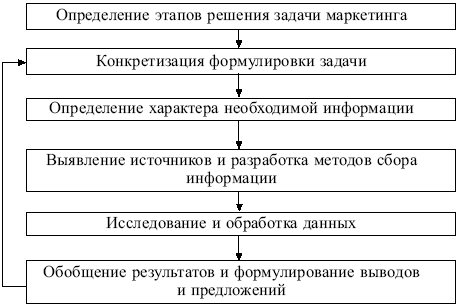 Определение этапов решения задачи маркетинга
Конкретизация формулировки задачи
Определение характера необходимой информации
Выявление источников и разработка методов сбора
информации
Исследование и обработка данных
Обобщение результатов и формулирование выводов
и предложений